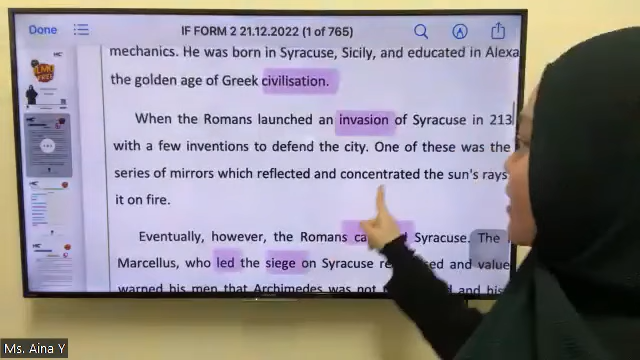 Done
IF FORM 2 21.12.2022 (1 of 765)
mechanics. He was born in Syracuse, Sicily, and educated in Alexa
the golden age of Greek civilisation.
When the Romans launched an invasion of Syracuse in 213
with a few inventions to defend the city. One of these was the
series of mirrors which reflected and concentrated the sun's rays
it on fire.
Eventually, however, the Romans ca Syracuse. The
Marcellus, who led the siege on Syracuse re sed and value
warned his men that Archimedes was not and his
Ms. Aina Y